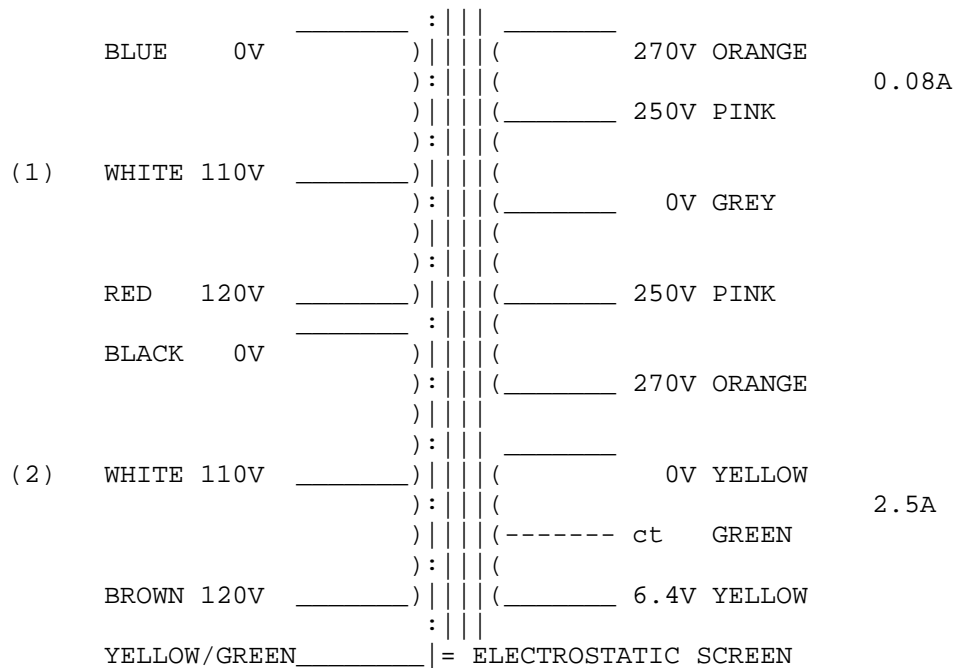 BLUE 0V 270V ORANGE
0.08A
250V PINK
(1) WHITE 110V
0V GREY
RED 120V 250V PINK
BLACK 0V
270V ORANGE
(2) WHITE 110V 0V YELLOW
2.5A
ct GREEN
BROWN 120V 6.4V YELLOW
YELLOW/GREEN = ELECTROSTATIC SCREEN